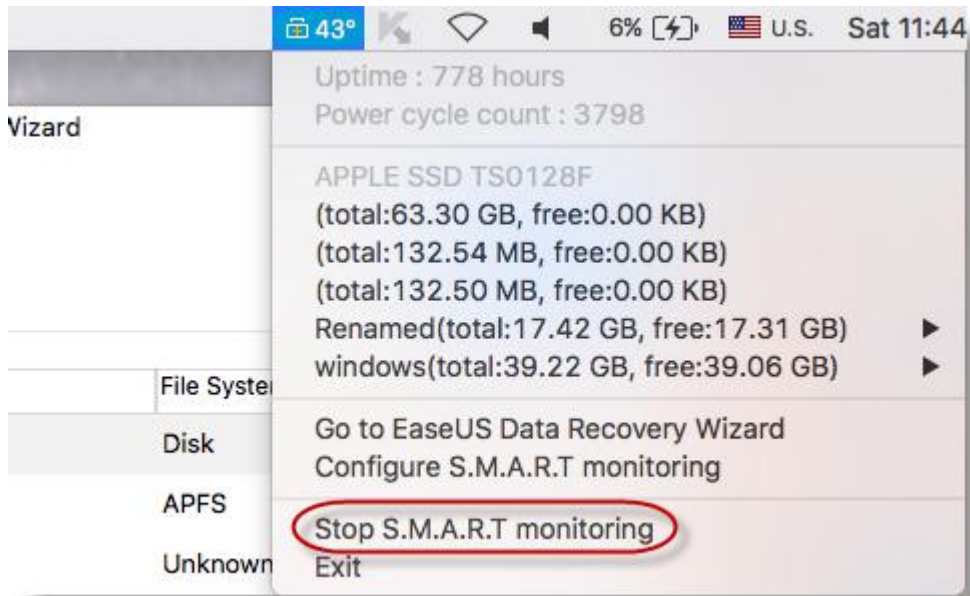 43° 6% U.S. Sat 11:44
Uptime : 778 hours
Power cycle count : 3798
Wizard
APPLE SSD TS0128F
(total:63.30 GB, free:0.00 KB)
(total:132.54 MB, free:0.00 KB)
(total:132.50 MB, free:0.00 KB)
Renamed(total:17.42 GB, free:17.31 GB)
windows(total:39.22 GB, free:39.06 GB)
File Syste
Disk
APFS
Unknown
Go to EaseUS Data Recovery Wizard
Configure S.M.A.R.T monitoring
Stop S.M.A.R.T monitoring
Exit